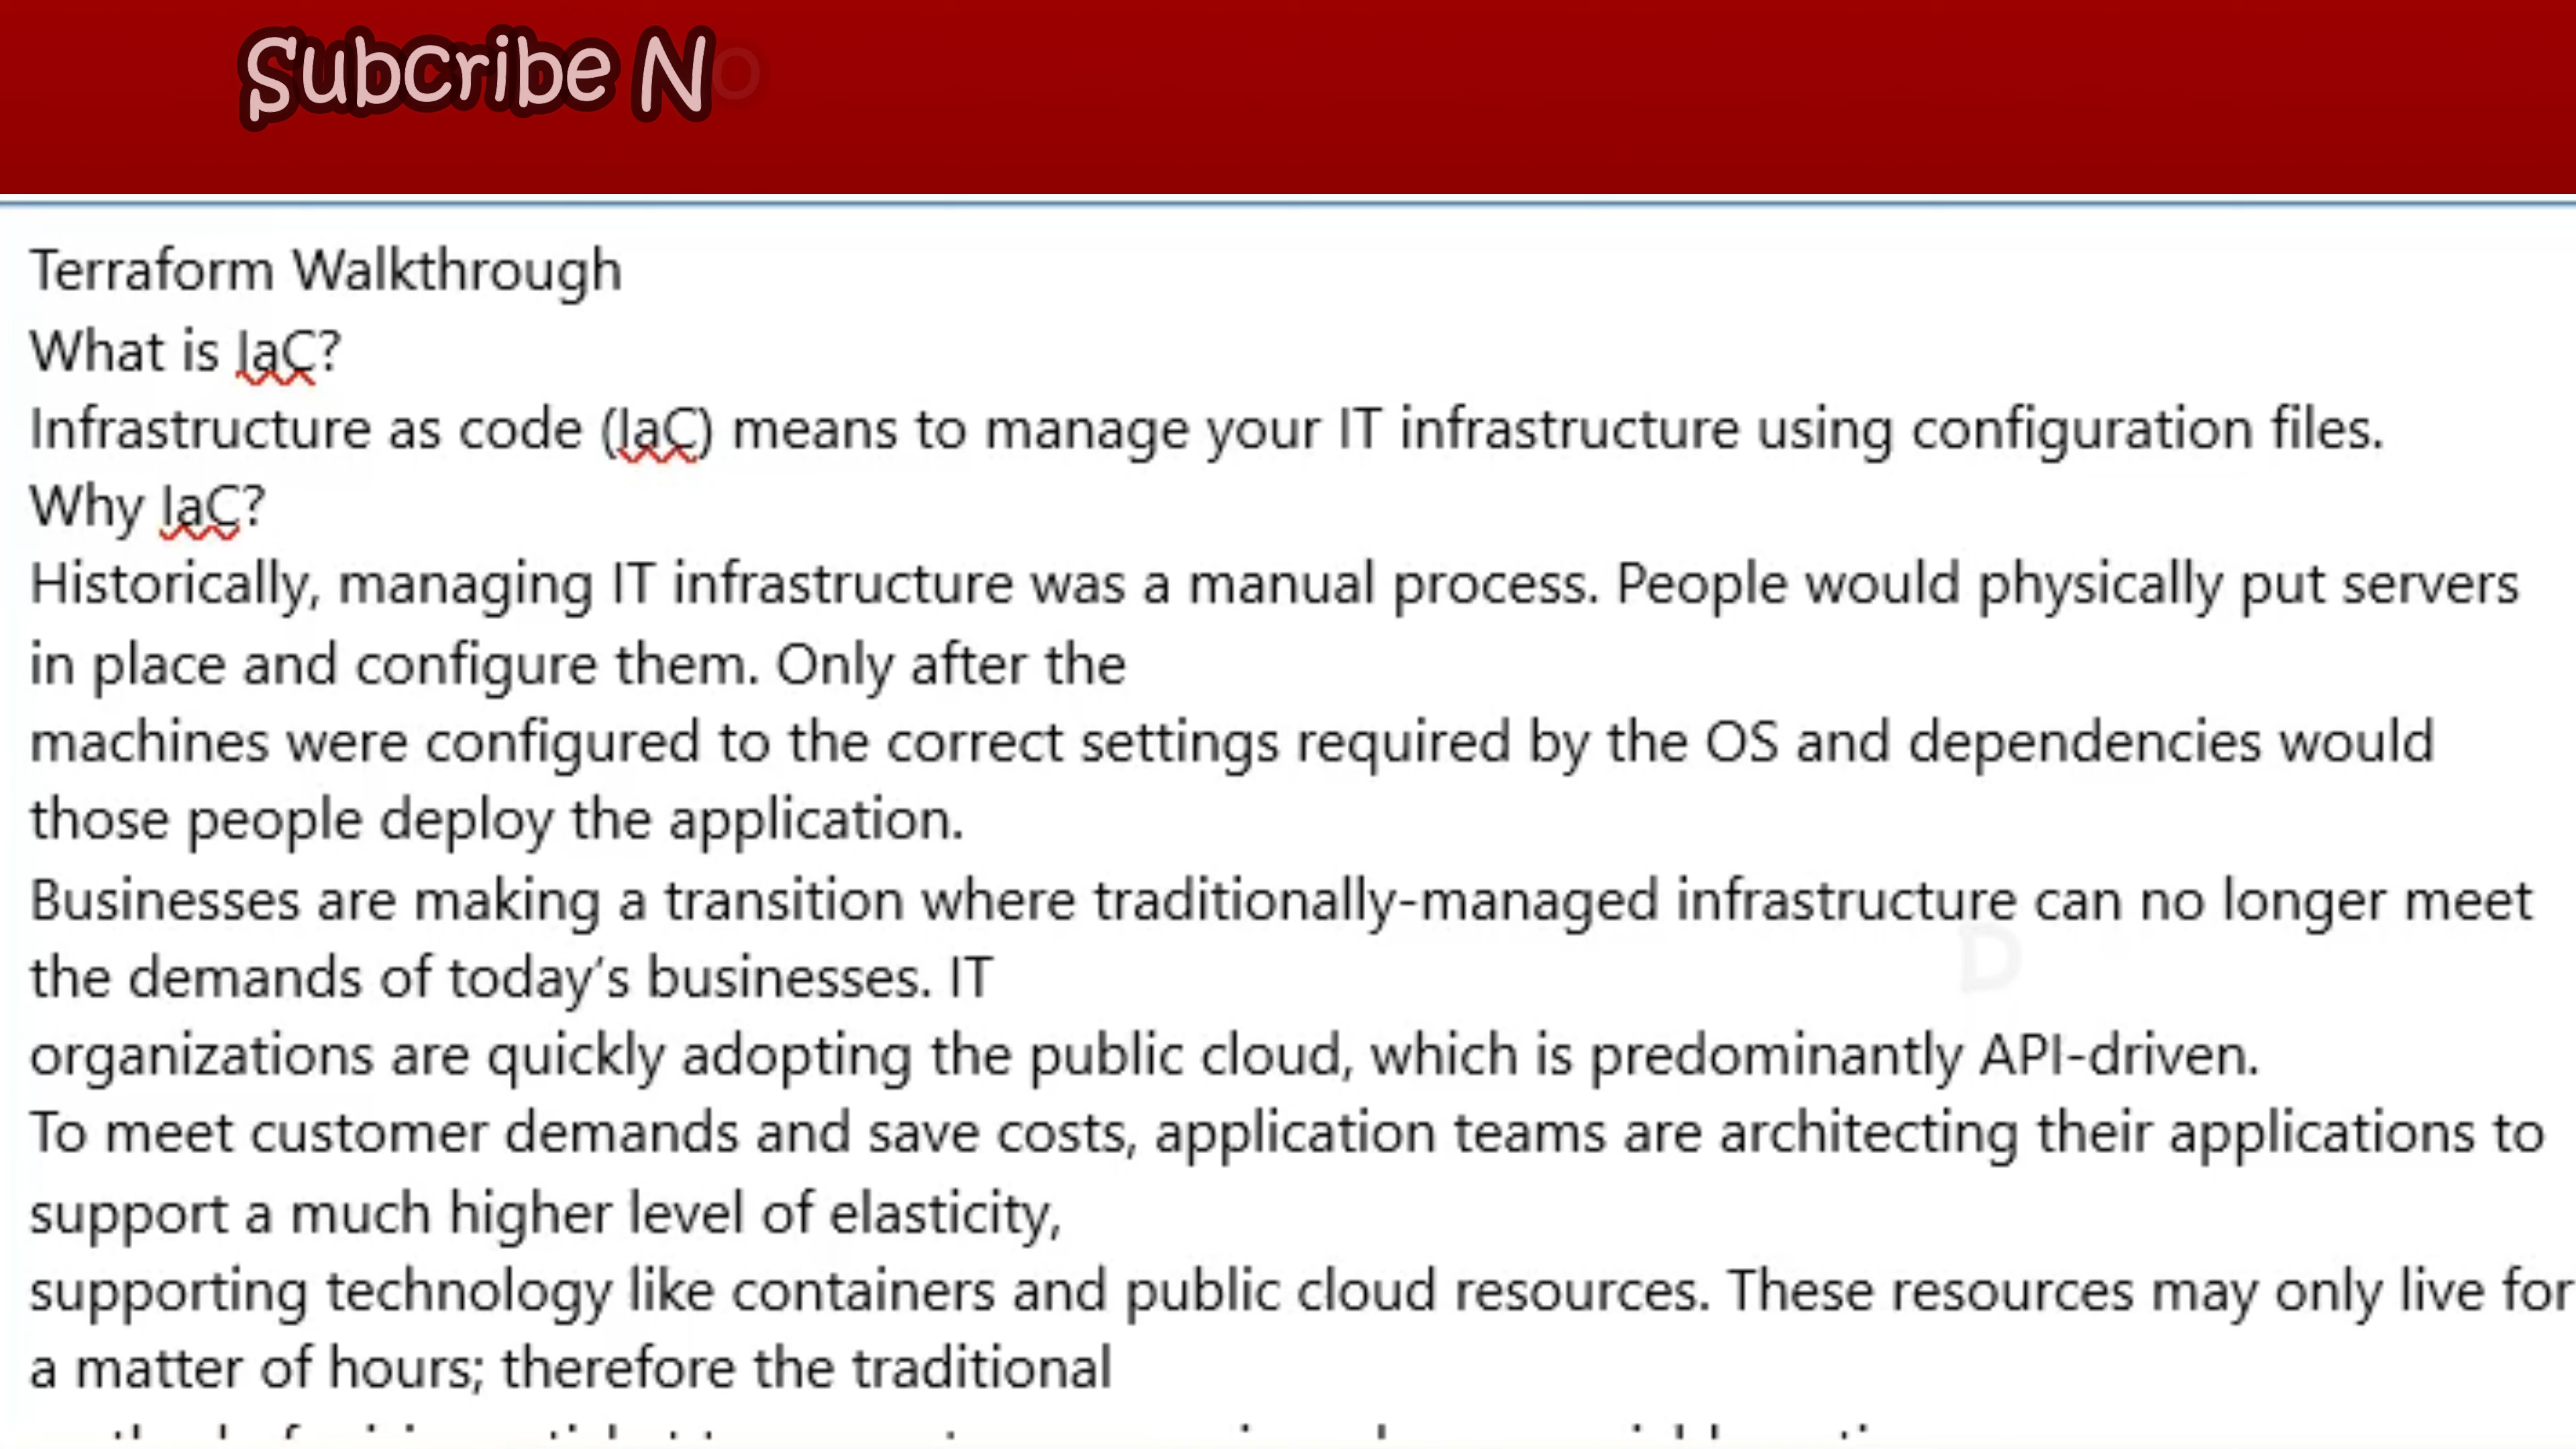 Subcribe No
Terraform Walkthrough
What is IaC?
Infrastructure as code (IaC) means to manage your IT infrastructure using configuration files.
Why IaC?
Historically, managing IT infrastructure was a manual process. People would physically put servers
in place and configure them. Only after the
machines were configured to the correct settings required by the OS and dependencies would
those people deploy the application.
Businesses are making a transition where traditionally-managed infrastructure can no longer meet
the demands of today's businesses. IT
organizations are quickly adopting the public cloud, which is predominantly API-driven.
To meet customer demands and save costs, application teams are architecting their applications to
support a much higher level of elasticity,
supporting technology like containers and public cloud resources. These resources may only live for
a matter of hours; therefore the traditional